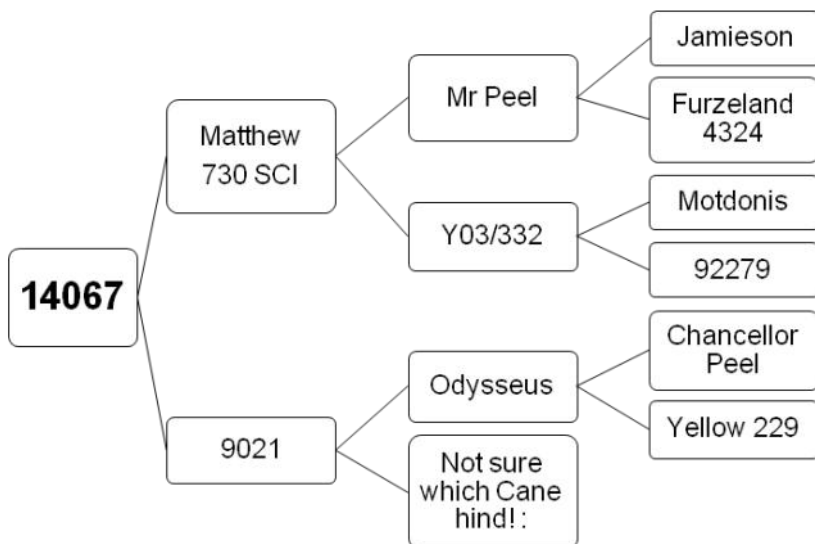 14067
Matthew
730 SCI
9021
Mr Peel
Y03/332
Odysseus
Not sure
which Cane
hind! :
Jamieson
Furzeland
4324
Motdonis
92279
Chancellor
Peel
Yellow 229